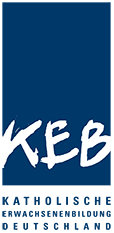 KEB
KATHOLISCHE
ERWACHSENENBILDUNG
DEUTSCHLAND